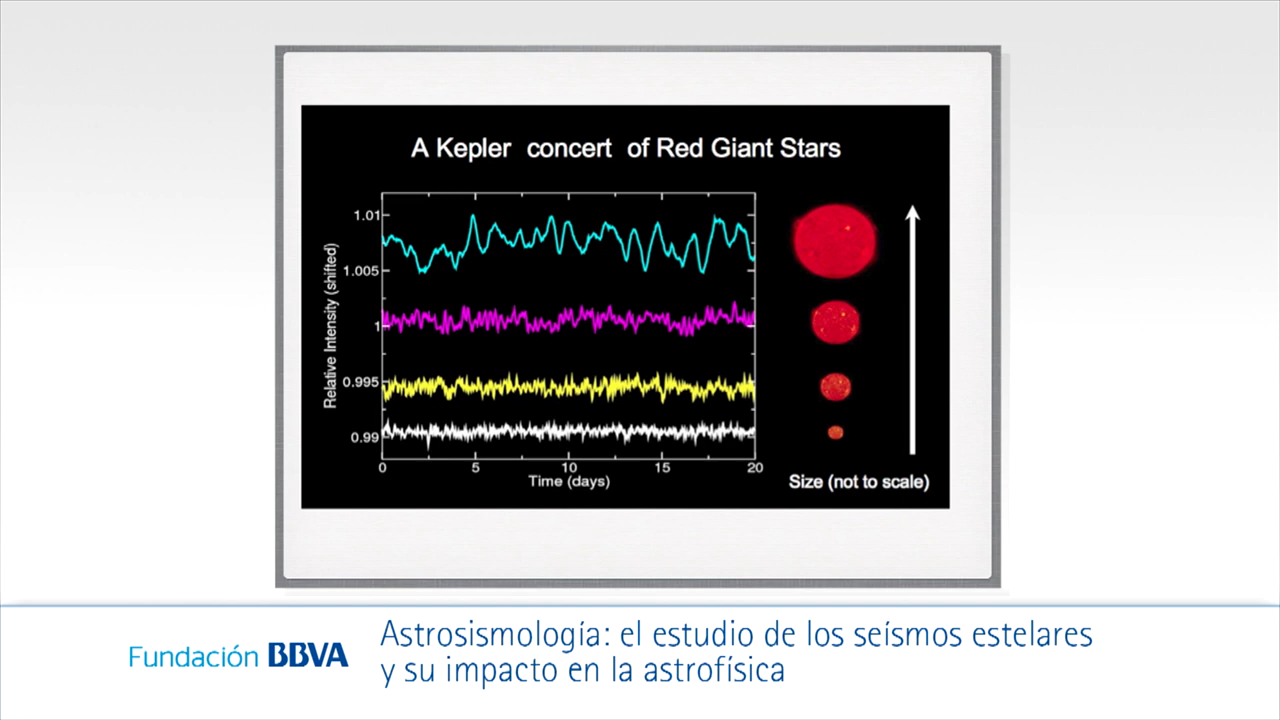 A Kepler concert of Red Giant Stars
Relative Intensity (shifted)
1.01
1.005
1
0.995
0.99
0
5
10
15
20
Time (days)
Size (not to scale)
Fundación BBVA
Astrosismología: el estudio de los seísmos estelares
y su impacto en la astrofísica